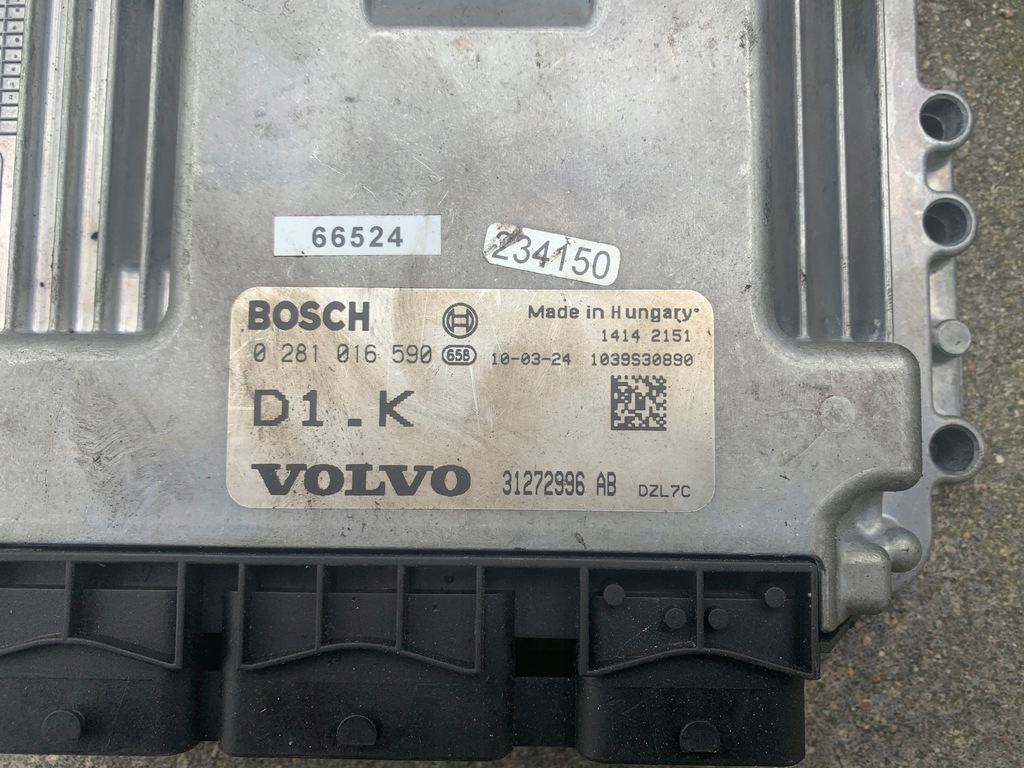 66524
234150
BOSCH
Made in Hungary
1414 2151
0 281 016 590 658 10-03-24 1039S30890
D1.K
VOLVO 31272996 AB DZL7C